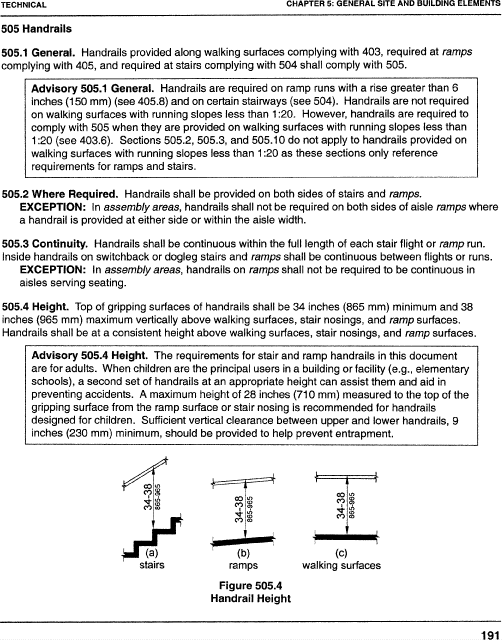 TECHNICAL CHAPTER 5: GENERAL SITE AND BUILDING ELEMENTS
505 Handrails
505.1 General. Handrails provided along walking surfaces complying with 403, required at ramps
complying with 405, and required at stairs complying with 504 shall comply with 505.
Advisory 505.1 General. Handrails are required on ramp runs with a rise greater than 6
inches (150 mm) (see 405.8) and on certain stairways (see 504). Handrails are not required
on walking surfaces with running slopes less than 1:20. However, handrails are required to
comply with 505 when they are provided on walking surfaces with running slopes less than
1:20 (see 403.6). Sections 505.2, 505.3, and 505.10 do not apply to handrails provided on
walking surfaces with running slopes less than 1:20 as these sections only reference
requirements for ramps and stairs.
505.2 Where Required. Handrails shall be provided on both sides of stairs and ramps.
EXCEPTION: In assembly areas, handrails shall not be required on both sides of aisle ramps where
a handrail is provided at either side or within the aisle width.
505.3 Continuity. Handrails shall be continuous within the full length of each stair flight or ramp run.
Inside handrails on switchback or dogleg stairs and ramps shall be continuous between flights or runs.
EXCEPTION: In assembly areas, handrails on ramps shall not be required to be continuous in
aisles serving seating.
505.4 Height. Top of gripping surfaces of handrails shall be 34 inches (865 mm) minimum and 38
inches (965 mm) maximum vertically above walking surfaces, stair nosings, and ramp surfaces.
Handrails shall be at a consistent height above walking surfaces, stair nosings, and ramp surfaces.
Advisory 505.4 Height. The requirements for stair and ramp handrails in this document
are for adults. When children are the principal users in a building or facility (e.g., elementary
schools), a second set of handrails at an appropriate height can assist them and aid in
preventing accidents. A maximum height of 28 inches (710 mm) measured to the top of the
gripping surface from the ramp surface or stair nosing is recommended for handrails
designed for children. Sufficient vertical clearance between upper and lower handrails, 9
inches (230 mm) minimum, should be provided to help prevent entrapment.
34-38
865-965
34-38
865-965
34-38
865-965
(a) (b) (c)
stairs ramps walking surfaces
Figure 505.4
Handrail Height
191